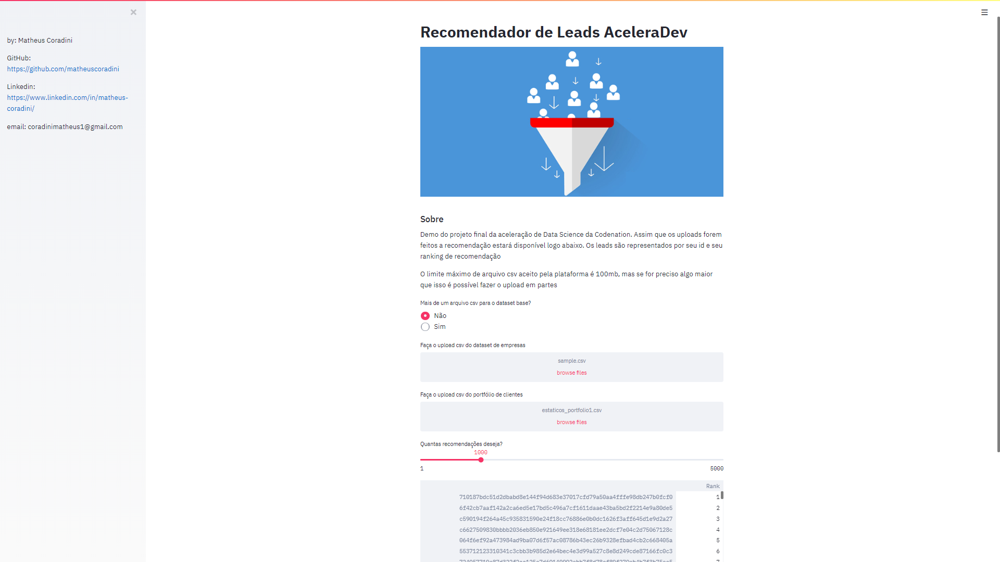 by: Matheus Coradini
GitHub:
https://github.com/matheuscoradini
Linkedin:
https://www.linkedin.com/in/matheus-
coradini/
email: coradinimatheus1@gmail.com
Recomendador de Leads AceleraDev
Sobre
Demo do projeto final da aceleração de Data Science da Codenation. Assim que os uploads forem
feitos a recomendação estará disponível logo abaixo. Os leads são representados por seu id e seu
ranking de recomendação
O limite máximo de arquivo csv aceito pela plataforma é 100mb, mas se for preciso algo maior
que isso é possível fazer o upload em partes
Mais de um arquivo csv para o dataset base?
Não
Sim
Faça o upload csv do dataset de empresas
sample.csv
browse files
Faça o upload csv do portfólio de clientes
estaticos_portfolio1.csv
browse files
Quantas recomendações deseja?
1000
1 5000
Rank
710187bdc51d2dbabd8e144f94d683e37017cfd79a50aa4fffe98db247b0fcf0 1
6f42cb7aaf142a2ca6ed5e17bd5c496a7cf1611daae43ba5bd2f2214e9a80de5 2
c590194f264a45c935831590e24f18cc76886e0b0dc1626f3aff645d1e9d2a27 3
c6627509830bbbb2036eb850e921649ee318e68181ee2dcf7e04c2d75067128c 4
064f6ef92a473984ad9ba07d6f57ac08786b43ec26b9328efbad4cb2c668405a 5
553712123310341c3cbb3b985d2e64bec4e3d99a527c8e8d249cde87166fc0c3 6